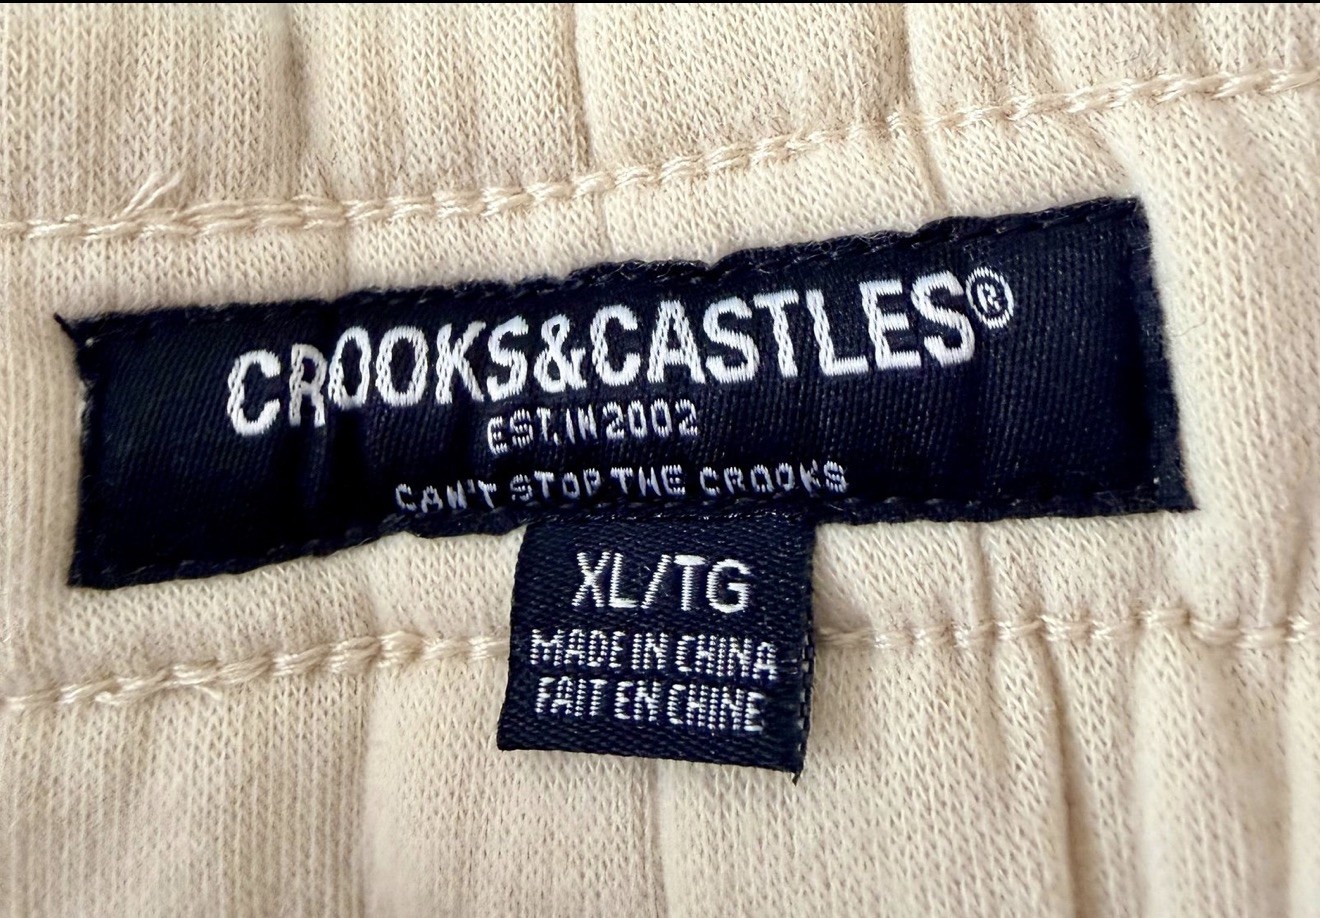 CROOKS&CASTLES®
EST. IN 2002
CAN'T STOP THE CROOKS
XL/TG
MADE IN CHINA
FAIT EN CHINE